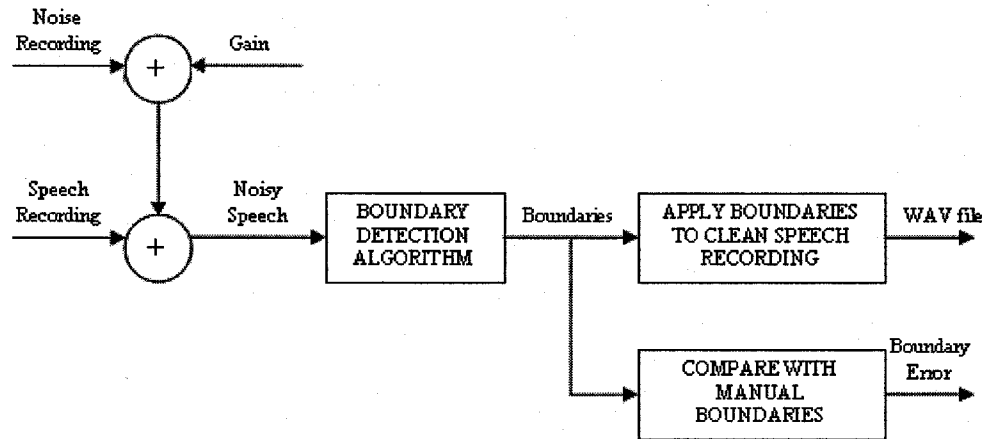 Noise
Recording
Gain
+
Speech
Recording
+
Noisy
Speech
BOUNDARY
DETECTION
ALGORITHM
Boundaries
APPLY BOUNDARIES
TO CLEAN SPEECH
RECORDING
WAV file
COMPARE WITH
MANUAL
BOUNDARIES
Boundary
Error